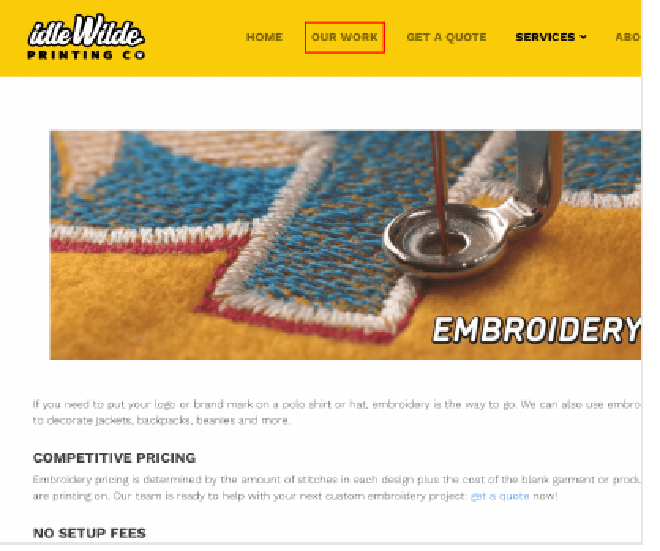 idleWilde
PRINTING CO
HOME OUR WORK GET A QUOTE SERVICES ABO
EMBROIDERY
If you need to put your logo or brand mark on a polo shirt or hat, embroidery is the way to go. We can also use embro
to decorate jackets, backpacks, beanies and more.
COMPETITIVE PRICING
Embroidery pricing is determined by the amount of stitches in each design plus the cost of the blank garment or produ
are printing on. Our team is ready to help with your next custom embroidery project: get a quote now!
NO SETUP FEES